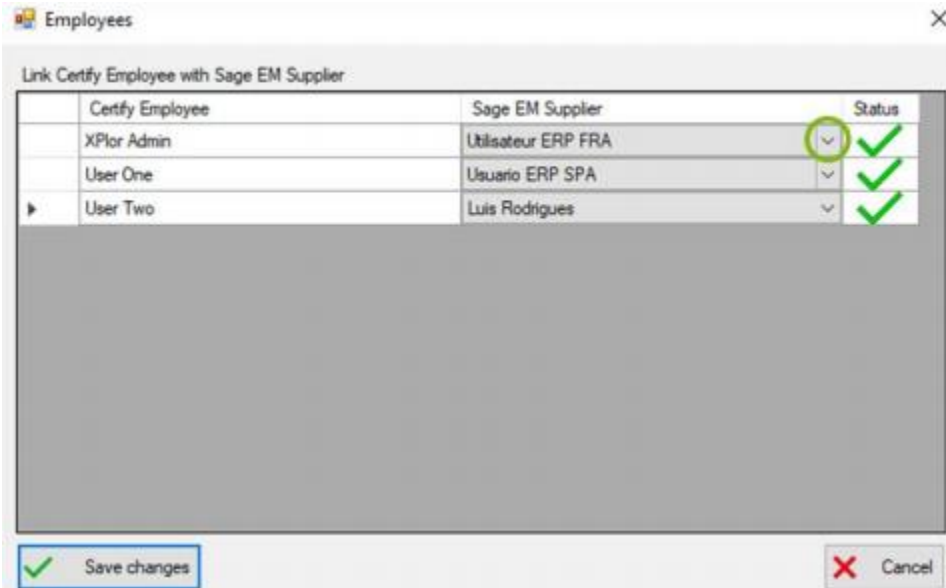 Employees
Link Certify Employee with Sage EM Supplier
Certify Employee Sage EM Supplier Status
XPlor Admin Utilisateur ERP FRA
User One Usuario ERP SPA
User Two Luis Rodrigues
Save changes Cancel